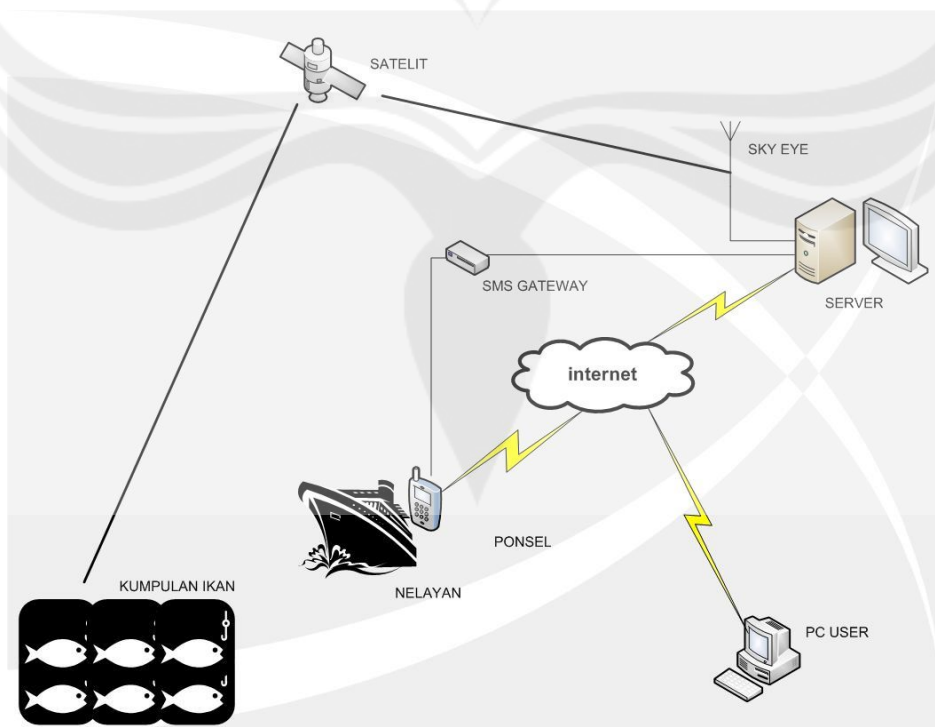 SATELIT
SKY EYE
SMS GATEWAY
SERVER
internet
PONSEL
NELAYAN
KUMPULAN IKAN
PC USER